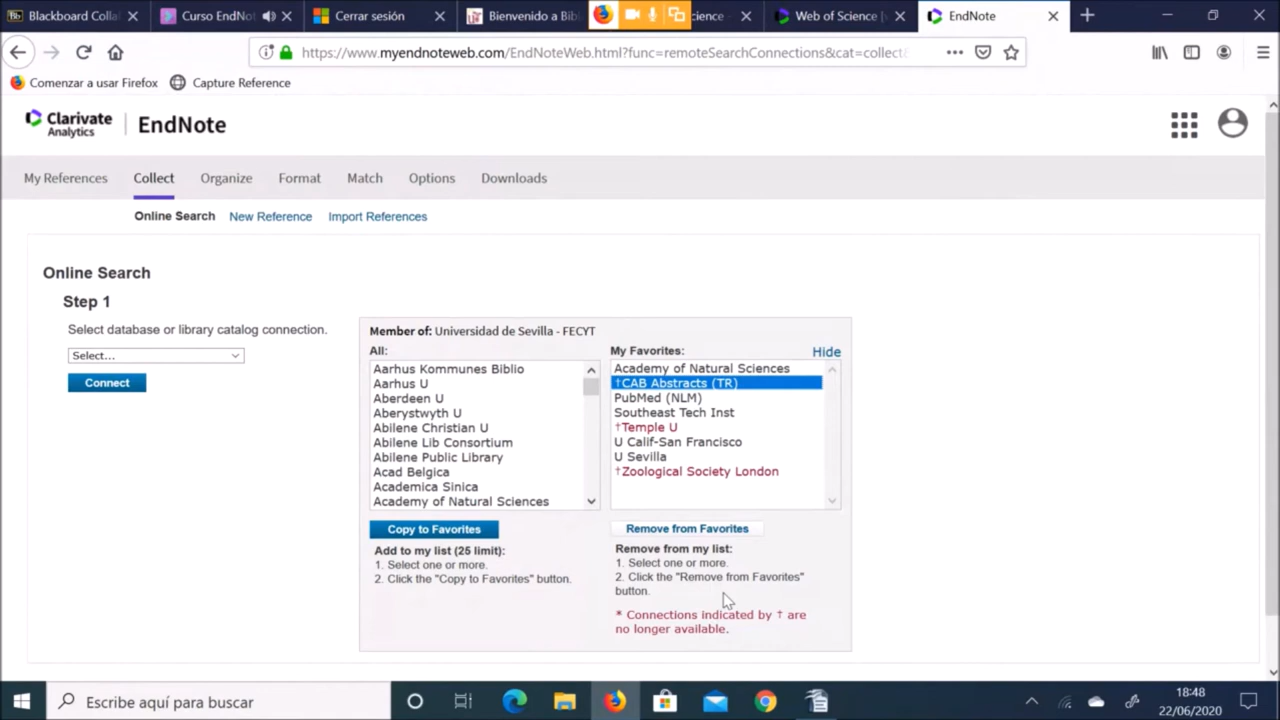 Blackboard Colla
Curso EndNot
Cerrar sesión
Bienvenido a Bib
cience -
Web of Science [v
EndNote
https://www.myendnoteweb.com/EndNoteWeb.html?func=remoteSearchConnections&cat=collect
Comenzar a usar Firefox
Capture Reference
Clarivate
Analytics
EndNote
My References
Collect
Organize
Format
Match
Options
Downloads
Online Search
New Reference
Import References
Online Search
Step 1
Select database or library catalog connection.
Select...
Connect
Member of: Universidad de Sevilla - FECYT
All:
Aarhus Kommunes Biblio
Aarhus U
Aberdeen U
Aberystwyth U
Abilene Christian U
Abilene Lib Consortium
Abilene Public Library
Acad Belgica
Academica Sinica
Academy of Natural Sciences
Copy to Favorites
Add to my list (25 limit):
1. Select one or more.
2. Click the "Copy to Favorites" button.
My Favorites:
Hide
Academy of Natural Sciences
†CAB Abstracts (TR)
PubMed (NLM)
Southeast Tech Inst
†Temple U
U Calif-San Francisco
U Sevilla
†Zoological Society London
Remove from Favorites
Remove from my list:
1. Select one or more.
2. Click the "Remove from Favorites"
button.
* Connections indicated by † are
no longer available.
Escribe aquí para buscar
18:48
22/06/2020